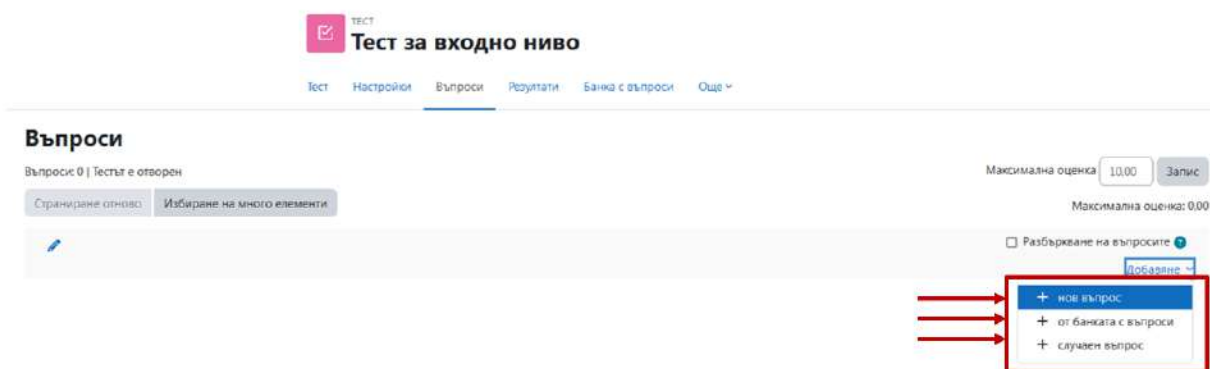 ТЕСТ
Тест за входно ниво
Тест Настройки Въпроси Резултати Банка с въпроси Още
Въпроси
Въпроси: 0 | Тестът е отворен
Максимална оценка 10,00 Запис
Страниране отново Избиране на много елементи
Максимална оценка: 0,00
Разбъркване на въпросите ?
Добавяне
+ нов въпрос
+ от банката с въпроси
+ случаен въпрос